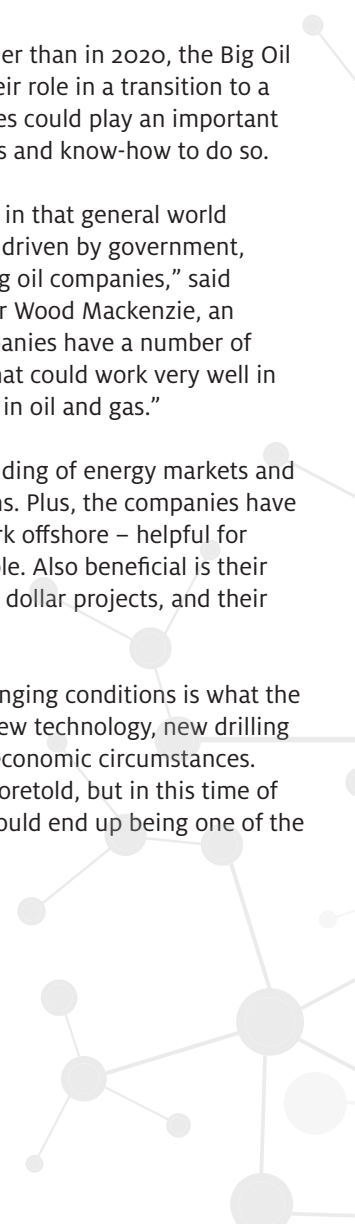 er than in 2020, the Big Oil
eir role in a transition to a
es could play an important
s and know-how to do so.
in that general world
driven by government,
g oil companies,” said
r Wood Mackenzie, an
anies have a number of
hat could work very well in
in oil and gas.”
ding of energy markets and
ns. Plus, the companies have
rk offshore – helpful for
le. Also beneficial is their
dollar projects, and their
nging conditions is what the
ew technology, new drilling
economic circumstances.
oretold, but in this time of
ould end up being one of the